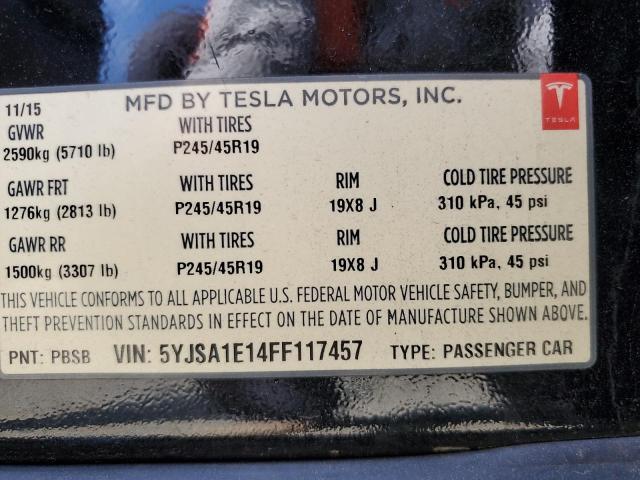 11/15 MFD BY TESLA MOTORS, INC.
TESLA
GVWR WITH TIRES
2590kg (5710 lb) P245/45R19
GAWR FRT WITH TIRES RIM COLD TIRE PRESSURE
1276kg (2813 lb) P245/45R19 19X8 J 310 kPa, 45 psi
GAWR RR WITH TIRES RIM COLD TIRE PRESSURE
1500kg (3307 lb) P245/45R19 19X8 J 310 kPa, 45 psi
THIS VEHICLE CONFORMS TO ALL APPLICABLE U.S. FEDERAL MOTOR VEHICLE SAFETY, BUMPER, AND
THEFT PREVENTION STANDARDS IN EFFECT ON THE DATE OF MANUFACTURE SHOWN ABOVE.
PNT: PBSB VIN: 5YJSA1E14FF117457 TYPE: PASSENGER CAR